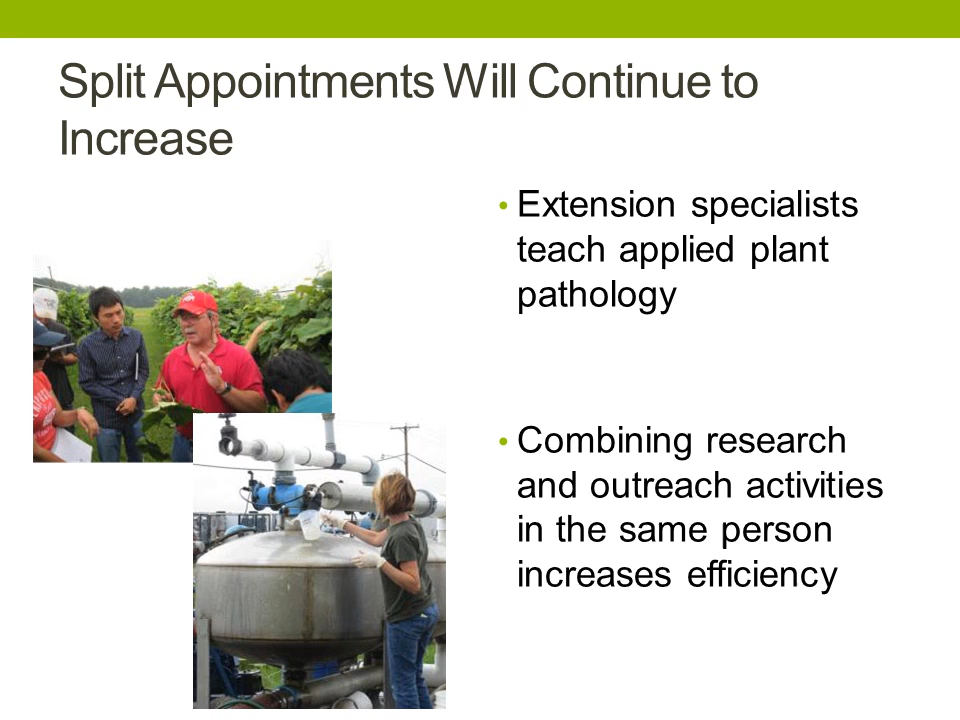 Split Appointments Will Continue to
Increase
• Extension specialists
teach applied plant
pathology
• Combining research
and outreach activities
in the same person
increases efficiency